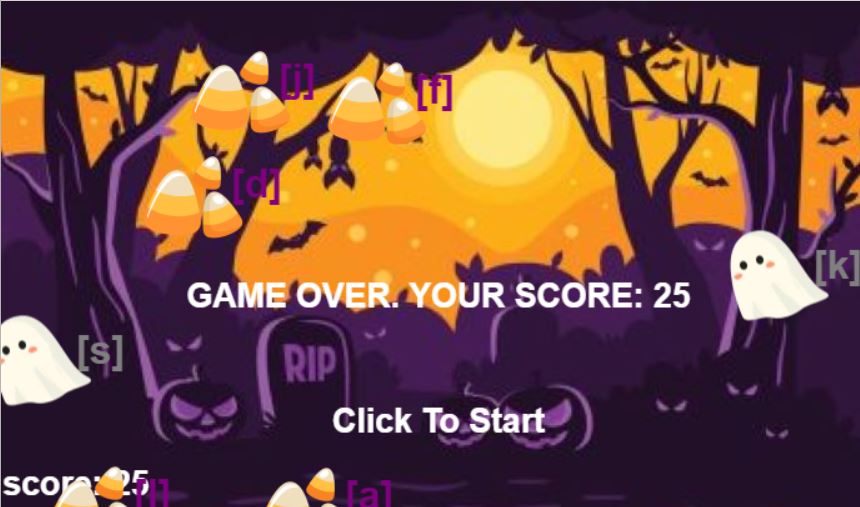 [j]
[f]
[d]
[k]
GAME OVER. YOUR SCORE: 25
RIP
[s]
Click To Start
score: 25
[l]
[a]